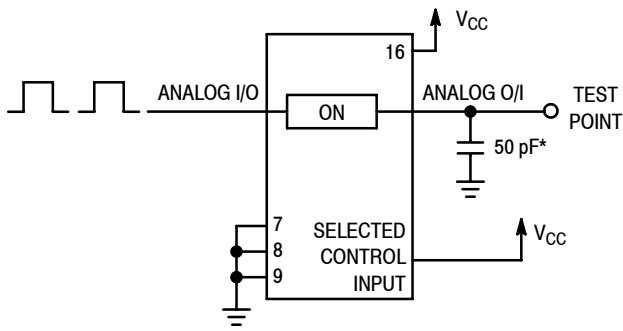 VCC
16
ANALOG I/O
ON
ANALOG O/I
TEST
POINT
50 pF*
7
8
9
SELECTED
CONTROL
INPUT
VCC